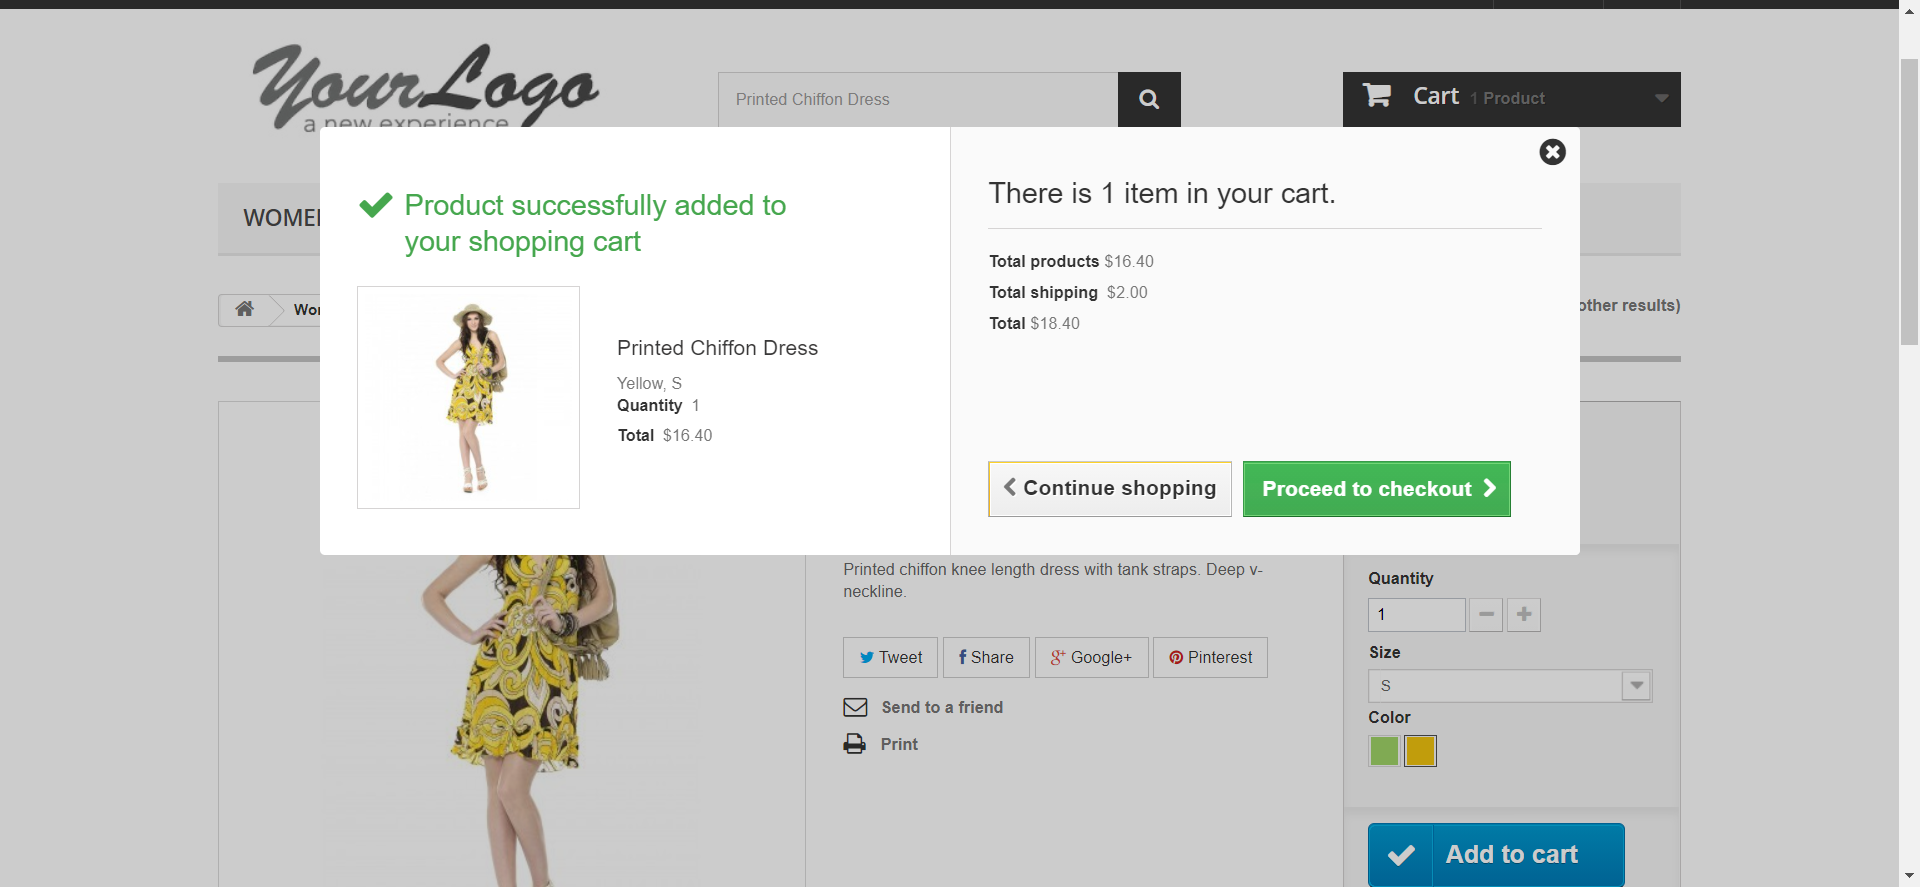 YourLogo
a new experience
Printed Chiffon Dress
Cart 1 Product
WOMEN
Wo
other results)
Product successfully added to
your shopping cart
Printed Chiffon Dress
Yellow, S
Quantity 1
Total $16.40
There is 1 item in your cart.
Total products $16.40
Total shipping $2.00
Total $18.40
Continue shopping
Proceed to checkout
Printed chiffon knee length dress with tank straps. Deep v-
neckline.
Tweet
Share
Google+
Pinterest
Send to a friend
Print
Quantity
1
Size
S
Color
Add to cart